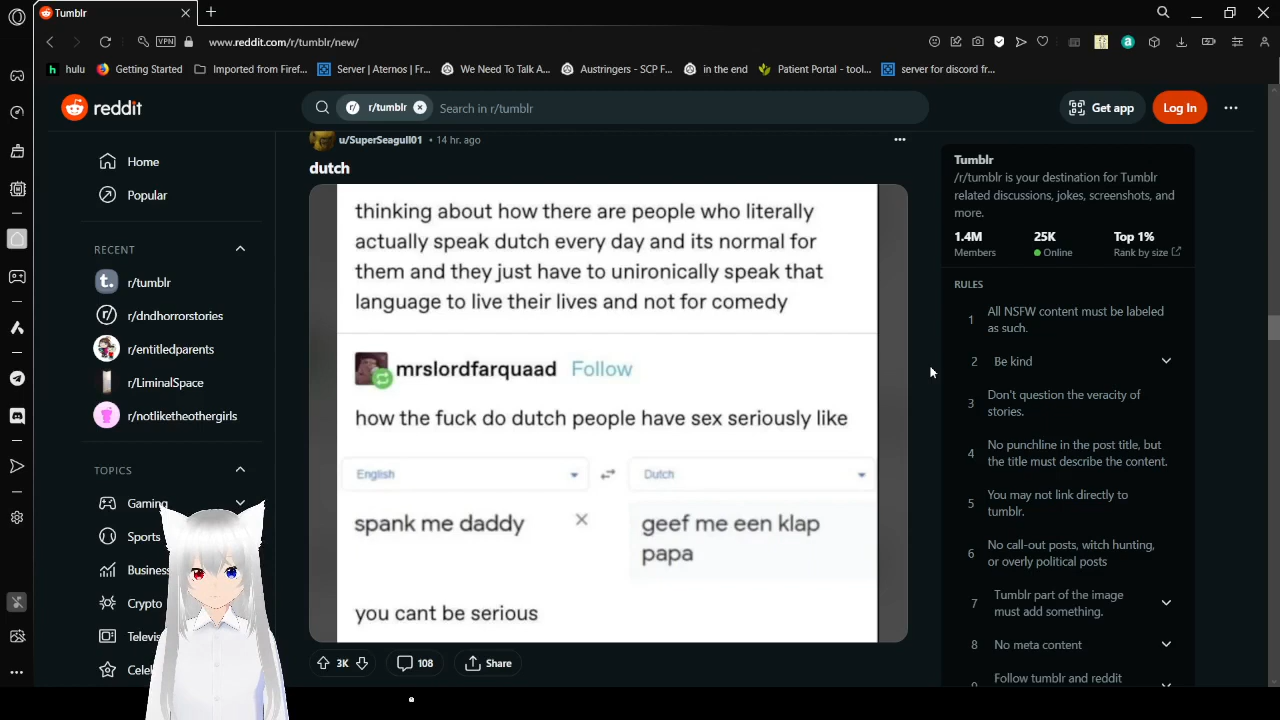 Tumblr
VPN www.reddit.com/r/tumblr/new/
hulu Getting Started Imported from Firef... Server | Aternos | Fr... We Need To Talk A... Austringers - SCP F... in the end Patient Portal - tool... server for discord fr...
reddit r/tumblr Search in r/tumblr Get app Log In
u/SuperSeagull01 • 14 hr. ago
dutch
thinking about how there are people who literally
actually speak dutch every day and its normal for
them and they just have to unironically speak that
language to live their lives and not for comedy
mrslordfarquaad Follow
how the fuck do dutch people have sex seriously like
English Dutch
spank me daddy
geef me een klap
papa
you cant be serious
3K 108 Share
Home
Popular
RECENT
r/tumblr
r/dndhorrorstories
r/entitledparents
r/LiminalSpace
r/notliketheothergirls
TOPICS
Gaming
Sports
Business
Crypto
Televis
Celeb
Tumblr
/r/tumblr is your destination for Tumblr
related discussions, jokes, screenshots, and
more.
1.4M 25K Top 1%
Members Online Rank by size
RULES
1 All NSFW content must be labeled
as such.
2 Be kind
3 Don't question the veracity of
stories.
4 No punchline in the post title, but
the title must describe the content.
5 You may not link directly to
tumblr.
6 No call-out posts, witch hunting,
or overly political posts
7 Tumblr part of the image
must add something.
8 No meta content
Follow tumblr and reddit